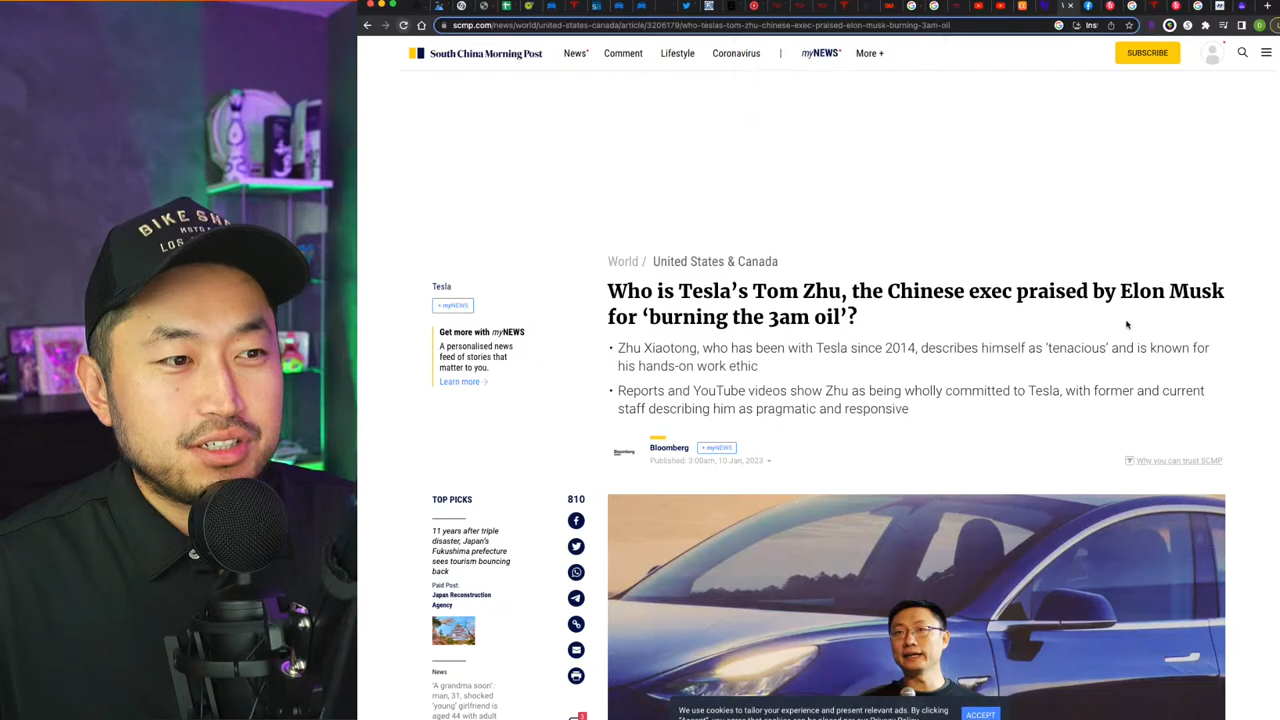 scmp.com/news/world/united-states-canada/article/3206179/who-teslas-tom-zhu-chinese-exec-praised-elon-musk-burning-3am-oil
South China Morning Post
News
Comment
Lifestyle
Coronavirus
|
myNEWS
More +
SUBSCRIBE
BIKE SH
MOTO
LOS
World / United States & Canada
Tesla
+ myNEWS
Who is Tesla’s Tom Zhu, the Chinese exec praised by Elon Musk
for ‘burning the 3am oil’?
Get more with myNEWS
A personalised news
feed of stories that
matter to you.
Learn more
• Zhu Xiaotong, who has been with Tesla since 2014, describes himself as ‘tenacious’ and is known for
his hands-on work ethic
• Reports and YouTube videos show Zhu as being wholly committed to Tesla, with former and current
staff describing him as pragmatic and responsive
Bloomberg
Bloomberg + myNEWS
Published: 3:00am, 10 Jan, 2023
Why you can trust SCMP
TOP PICKS
810
11 years after triple
disaster, Japan’s
Fukushima prefecture
sees tourism bouncing
back
Paid Post:
Japan Reconstruction
Agency
News
‘A grandma soon’:
man, 31, shocked
‘young’ girlfriend is
aged 44 with adult
We use cookies to tailor your experience and present relevant ads. By clicking
ACCEPT